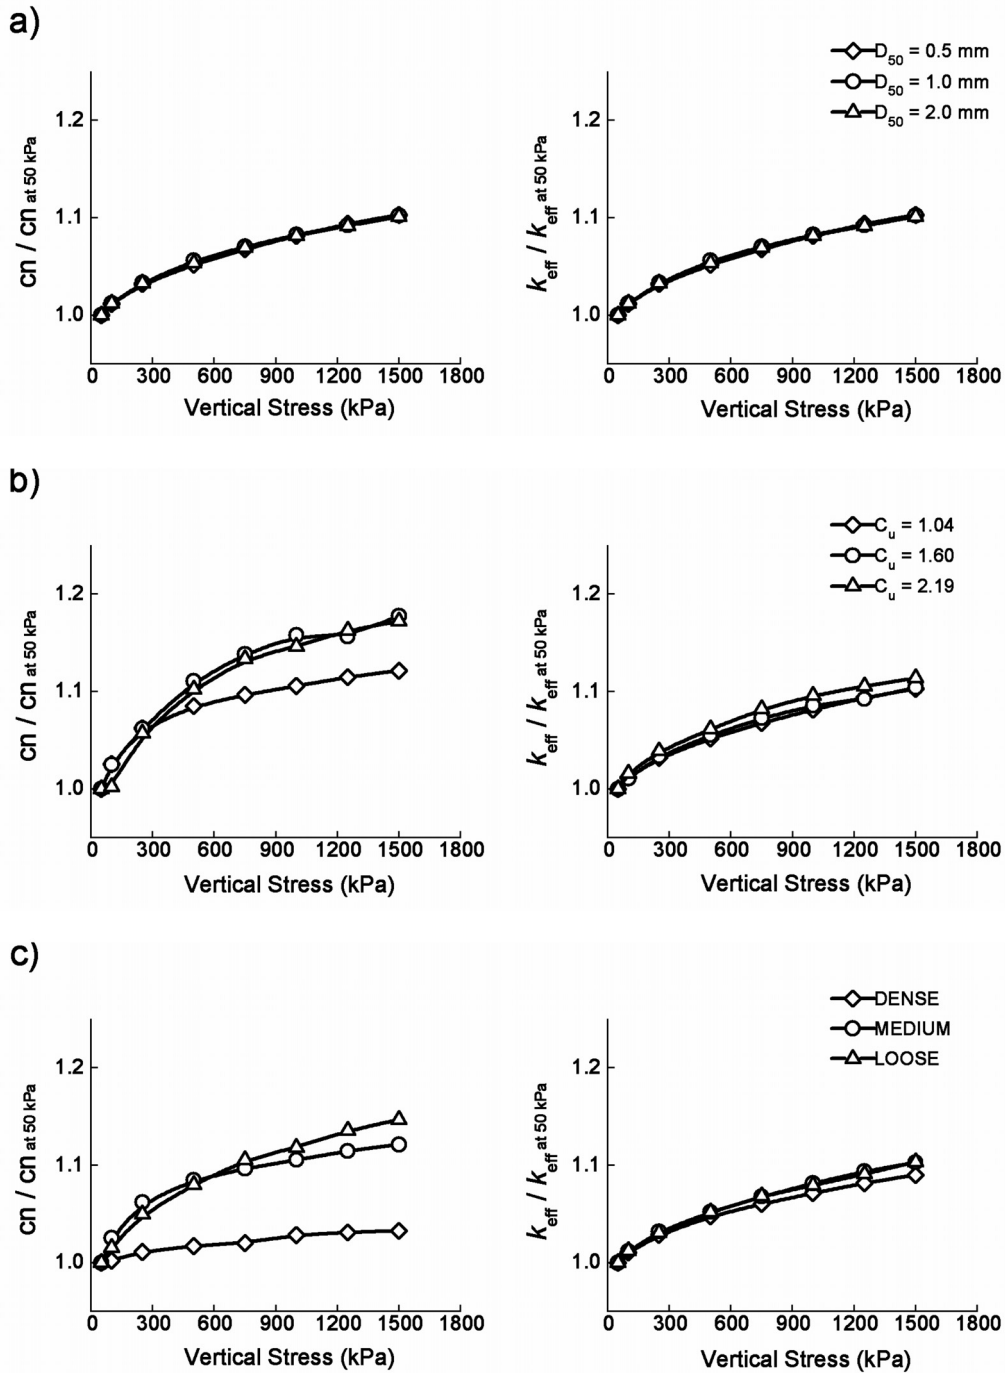 a)
D50 = 0.5 mm
D50 = 1.0 mm
D50 = 2.0 mm
cn / cn at 50 kPa
1.2
1.1
1.0
0 300 600 900 1200 1500 1800
Vertical Stress (kPa)
keff / keff at 50 kPa
1.2
1.1
1.0
0 300 600 900 1200 1500 1800
Vertical Stress (kPa)
b)
Cu = 1.04
Cu = 1.60
Cu = 2.19
cn / cn at 50 kPa
1.2
1.1
1.0
0 300 600 900 1200 1500 1800
Vertical Stress (kPa)
keff / keff at 50 kPa
1.2
1.1
1.0
0 300 600 900 1200 1500 1800
Vertical Stress (kPa)
c)
DENSE
MEDIUM
LOOSE
cn / cn at 50 kPa
1.2
1.1
1.0
0 300 600 900 1200 1500 1800
Vertical Stress (kPa)
keff / keff at 50 kPa
1.2
1.1
1.0
0 300 600 900 1200 1500 1800
Vertical Stress (kPa)